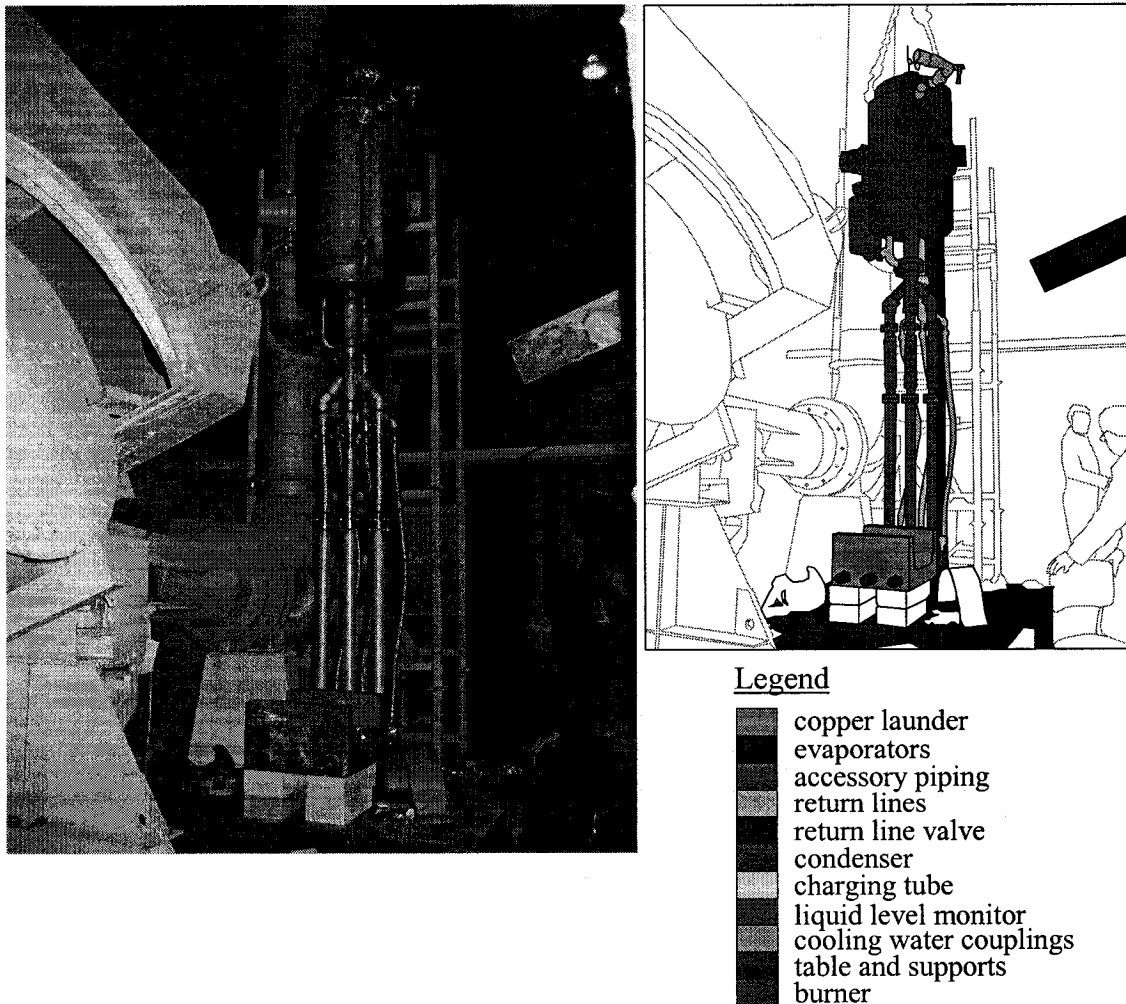 Legend
copper launder
evaporators
accessory piping
return lines
return line valve
condenser
charging tube
liquid level monitor
cooling water couplings
table and supports
burner